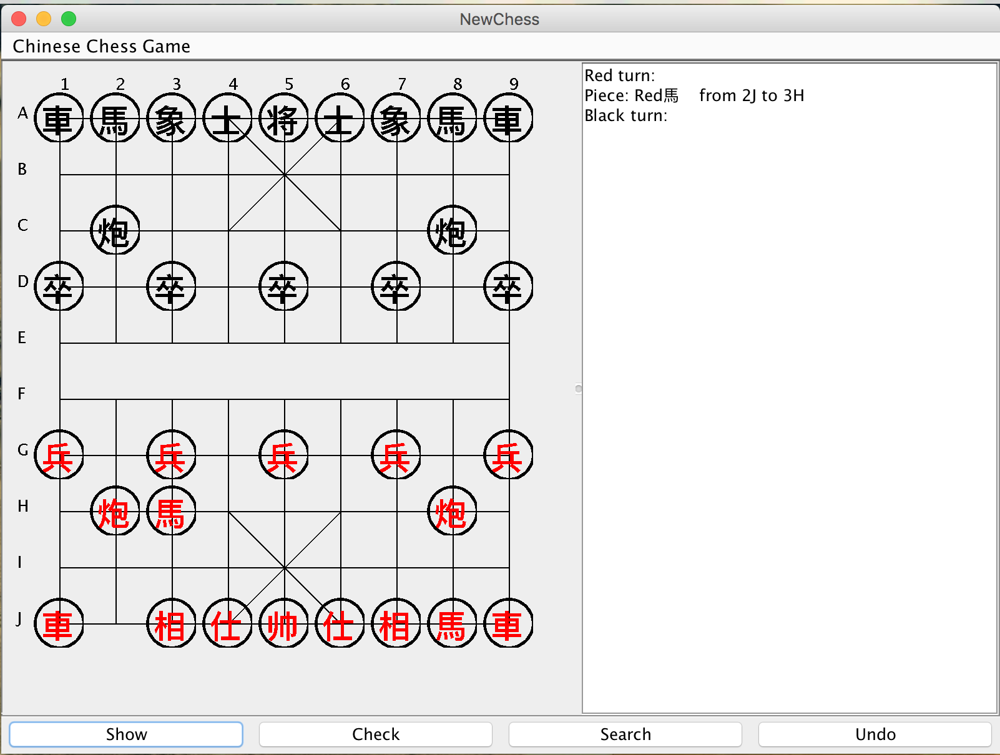 NewChess
Chinese Chess Game
1 2 3 4 5 6 7 8 9
A 車 馬 象 士 将 士 象 馬 車
B
C 炮 炮
D 卒 卒 卒 卒 卒
E
F
G 兵 兵 兵 兵 兵
H 炮 馬 炮
I
J 車 相 仕 帅 仕 相 馬 車
Red turn:
Piece: Red馬 from 2J to 3H
Black turn:
Show Check Search Undo